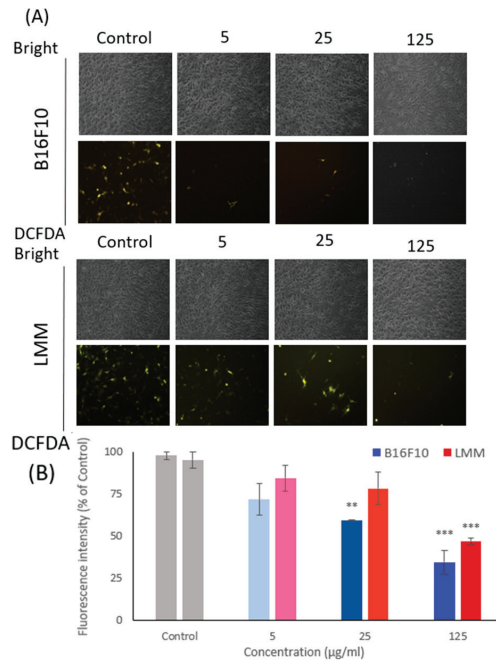 (A)
Bright Control 5 25 125
B16F10
DCFDA
Bright Control 5 25 125
LMM
DCFDA
(B)
Fluorescence intensity (% of Control)
100
75
50
25
0
B16F10 LMM
**
*** ***
Control 5 25 125
Concentration (µg/ml)